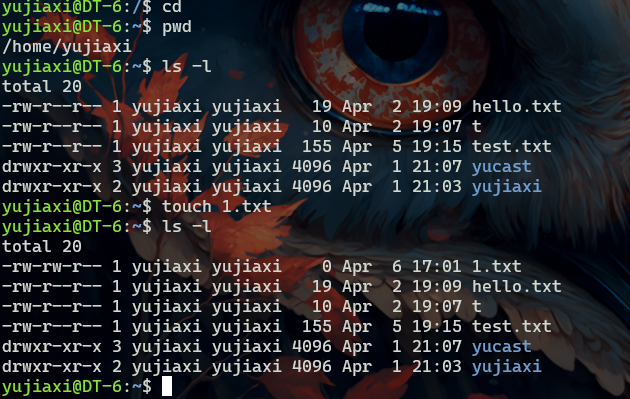 yujiaxi@DT-6:/$ cd
yujiaxi@DT-6:~$ pwd
/home/yujiaxi
yujiaxi@DT-6:~$ ls -l
total 20
-rw-r--r-- 1 yujiaxi yujiaxi   19 Apr  2 19:09 hello.txt
-rw-r--r-- 1 yujiaxi yujiaxi   10 Apr  2 19:07 t
-rw-r--r-- 1 yujiaxi yujiaxi  155 Apr  5 19:15 test.txt
drwxr-xr-x 3 yujiaxi yujiaxi 4096 Apr  1 21:07 yucast
drwxr-xr-x 2 yujiaxi yujiaxi 4096 Apr  1 21:03 yujiaxi
yujiaxi@DT-6:~$ touch 1.txt
yujiaxi@DT-6:~$ ls -l
total 20
-rw-rw-r-- 1 yujiaxi yujiaxi    0 Apr  6 17:01 1.txt
-rw-r--r-- 1 yujiaxi yujiaxi   19 Apr  2 19:09 hello.txt
-rw-r--r-- 1 yujiaxi yujiaxi   10 Apr  2 19:07 t
-rw-r--r-- 1 yujiaxi yujiaxi  155 Apr  5 19:15 test.txt
drwxr-xr-x 3 yujiaxi yujiaxi 4096 Apr  1 21:07 yucast
drwxr-xr-x 2 yujiaxi yujiaxi 4096 Apr  1 21:03 yujiaxi
yujiaxi@DT-6:~$